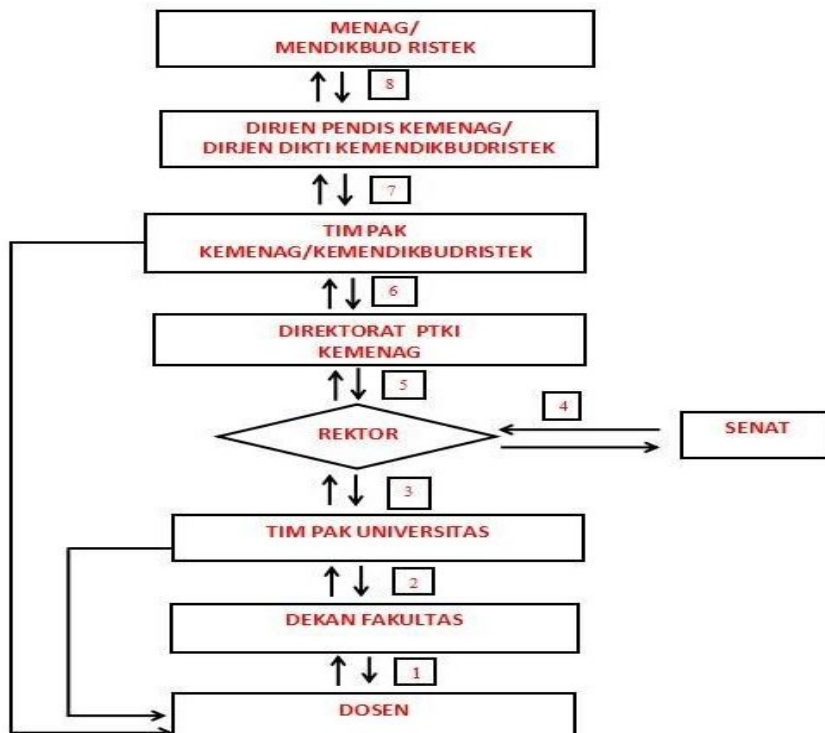 MENAG/
MENDIKBUD RISTEK
8
DIRJEN PENDIS KEMENAG/
DIRJEN DIKTI KEMENDIKBUDRISTEK
7
TIM PAK
KEMENAG/KEMENDIKBUDRISTEK
6
DIREKTORAT PTKI
KEMENAG
5
4
REKTOR
SENAT
3
TIM PAK UNIVERSITAS
2
DEKAN FAKULTAS
1
DOSEN